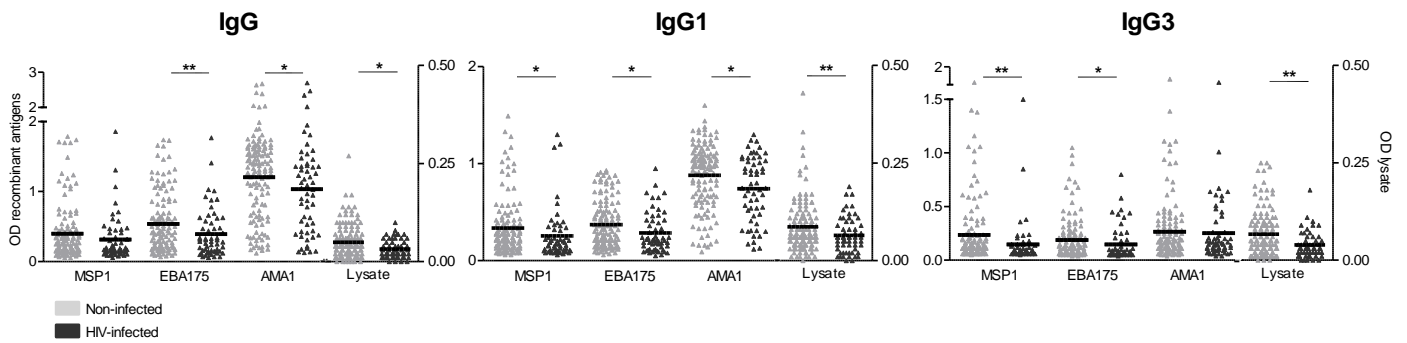 IgG
IgG1
IgG3
** * *
* * * **
** * **
3
2
2
1
0
0.50
0.25
0.00
2
1
0
0.50
0.25
0.00
2
1.5
1.0
0.5
0.0
0.50
0.25
0.00
OD recombinant antigens
OD lysate
MSP1 EBA175 AMA1 Lysate
MSP1 EBA175 AMA1 Lysate
MSP1 EBA175 AMA1 Lysate
Non-infected
HIV-infected